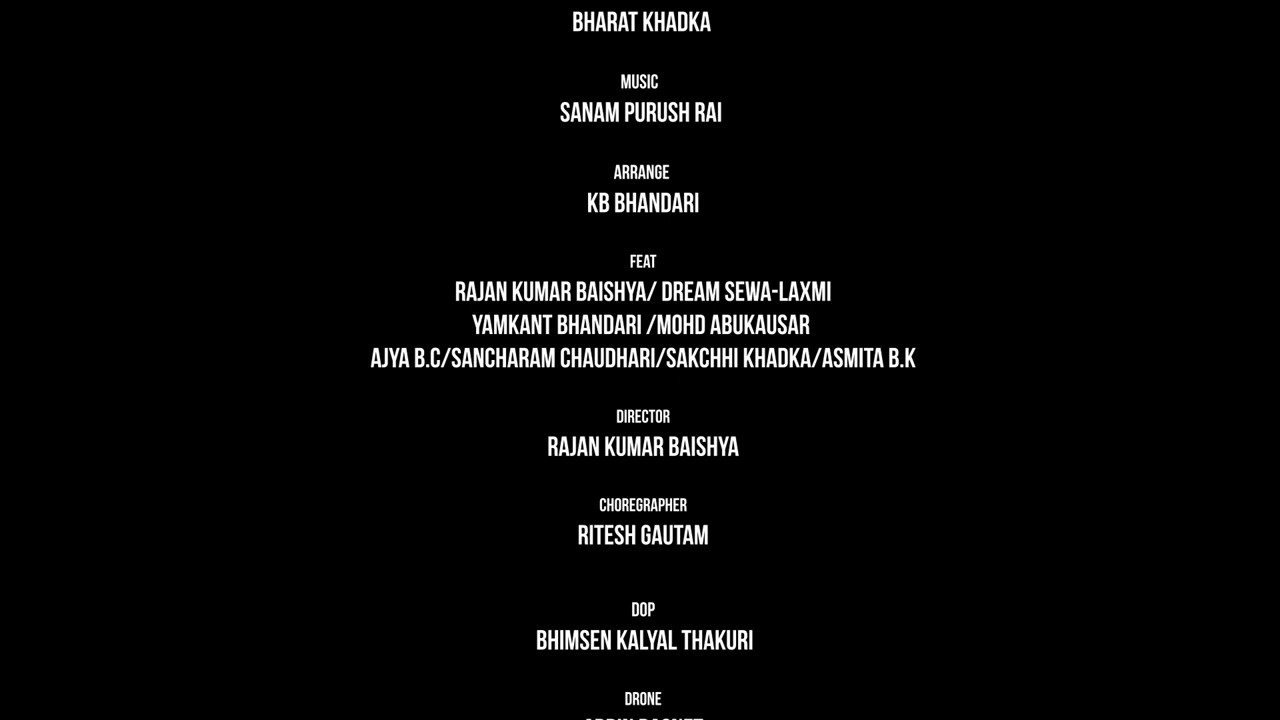 BHARAT KHADKA
MUSIC
SANAM PURUSH RAI
ARRANGE
KB BHANDARI
FEAT
RAJAN KUMAR BAISHYA/ DREAM SEWA-LAXMI
YAMKANT BHANDARI /MOHD ABUKAUSAR
AJYA B.C/SANCHARAM CHAUDHARI/SAKCHHI KHADKA/ASMITA B.K
DIRECTOR
RAJAN KUMAR BAISHYA
CHOREGRAPHER
RITESH GAUTAM
DOP
BHIMSEN KALYAL THAKURI
DRONE